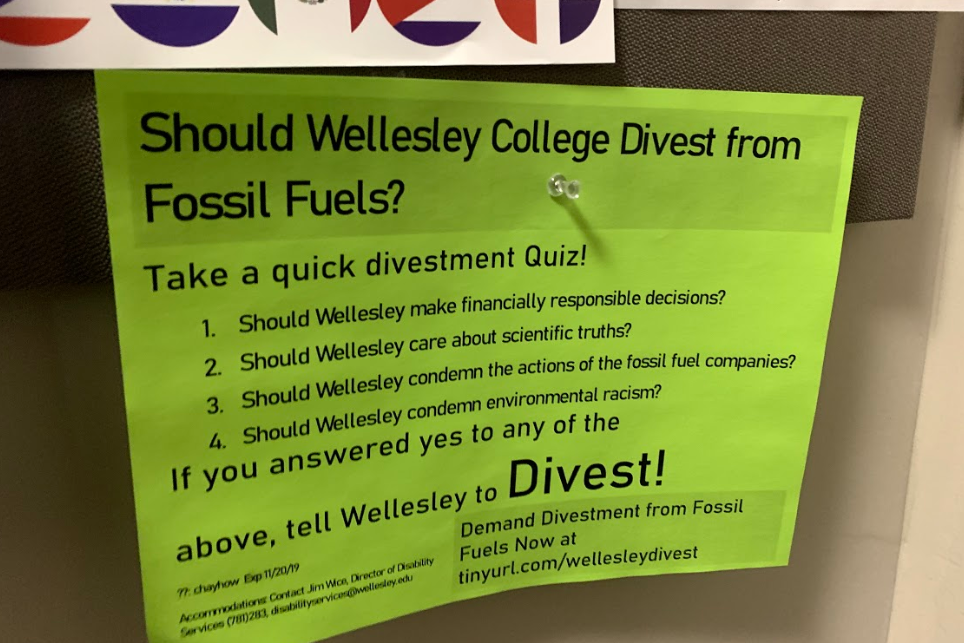 Should Wellesley College Divest from
Fossil Fuels?
Take a quick divestment Quiz!
1. Should Wellesley make financially responsible decisions?
2. Should Wellesley care about scientific truths?
3. Should Wellesley condemn the actions of the fossil fuel companies?
4. Should Wellesley condemn environmental racism?
If you answered yes to any of the
above, tell Wellesley to Divest!
Demand Divestment from Fossil
Fuels Now at
tinyurl.com/wellesleydivest
??: chayhow Exp 11/20/19
Accommodations: Contact Jim Wice, Director of Disability
Services (781)283, disabilityservices@wellesley.edu